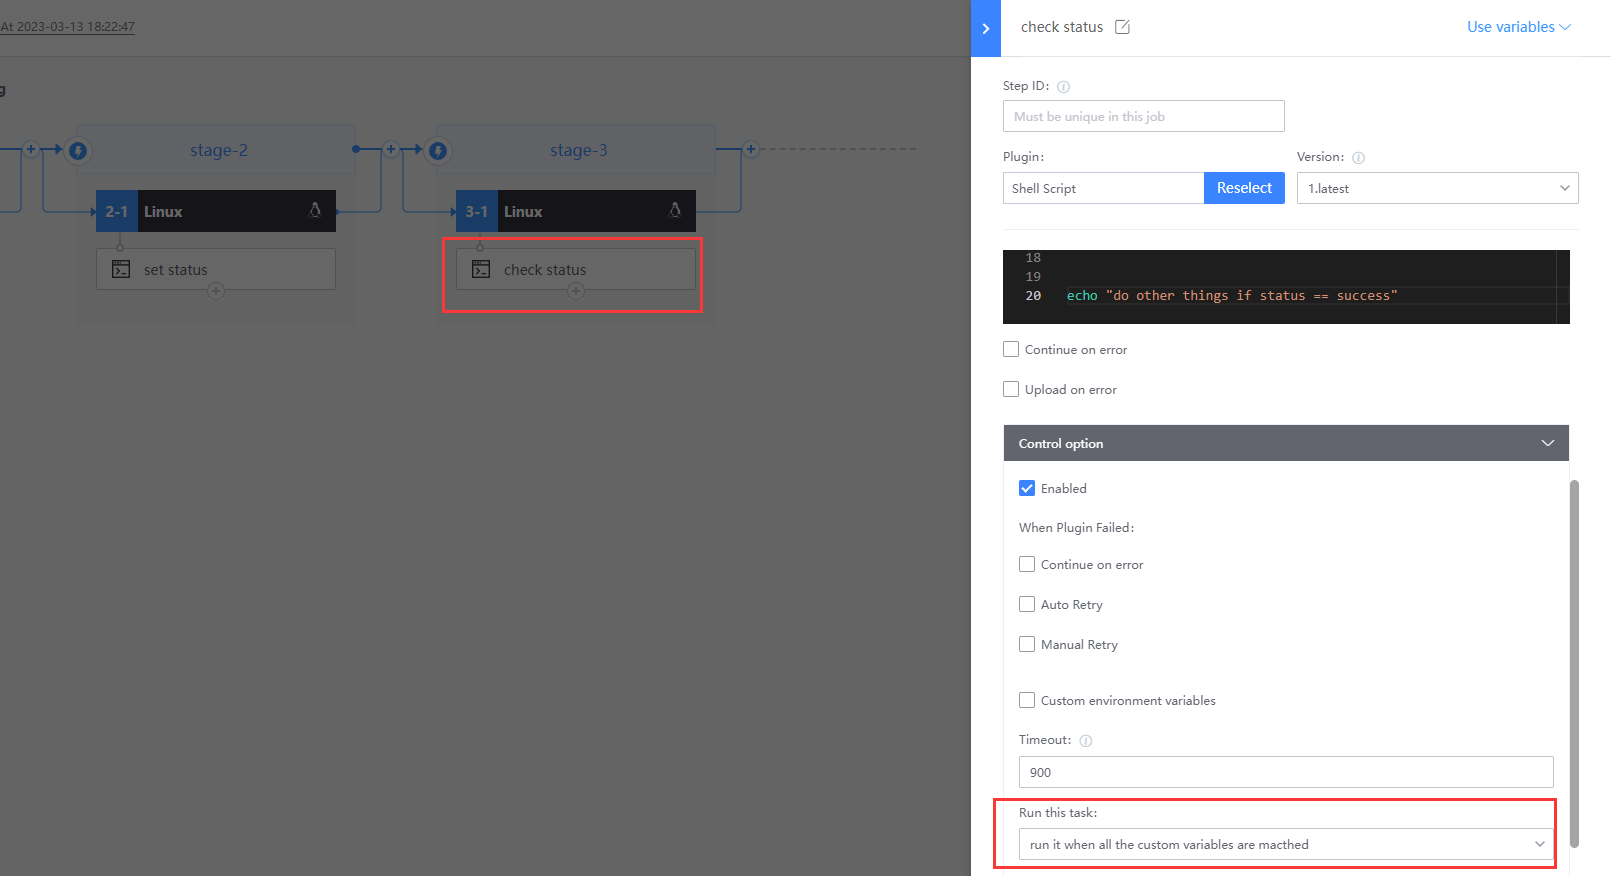 At 2023-03-13 18:22:47
g
stage-2
2-1 Linux
set status
stage-3
3-1 Linux
check status
check status
Use variables
Step ID:
Must be unique in this job
Plugin:
Shell Script
Reselect
Version:
1.latest
18
19
20 echo "do other things if status == success"
Continue on error
Upload on error
Control option
Enabled
When Plugin Failed:
Continue on error
Auto Retry
Manual Retry
Custom environment variables
Timeout:
900
Run this task:
run it when all the custom variables are macthed